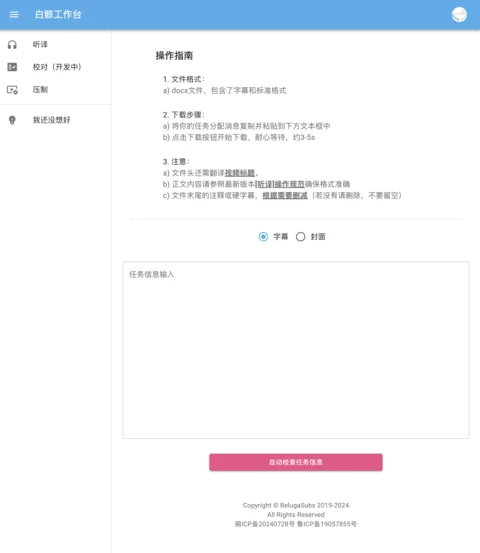 白鲸工作台
听译
校对（开发中）
压制
我还没想好
操作指南
1. 文件格式：
a) docx文件，包含了字幕和标准格式
2. 下载步骤：
a) 将你的任务分配消息复制并粘贴到下方文本框中
b) 点击下载按钮开始下载，耐心等待，约3-5s
3. 注意：
a) 文件头还需翻译视频标题。
b) 正文内容请参照最新版本[听译]操作规范确保格式准确
c) 文件末尾的注释或硬字幕，根据需要删减（若没有请删除，不要留空）
字幕 封面
任务信息输入
自动检查任务信息
Copyright © BelugaSubs 2019-2024
All Rights Reserved
萌ICP备20240728号 鲁ICP备19057855号